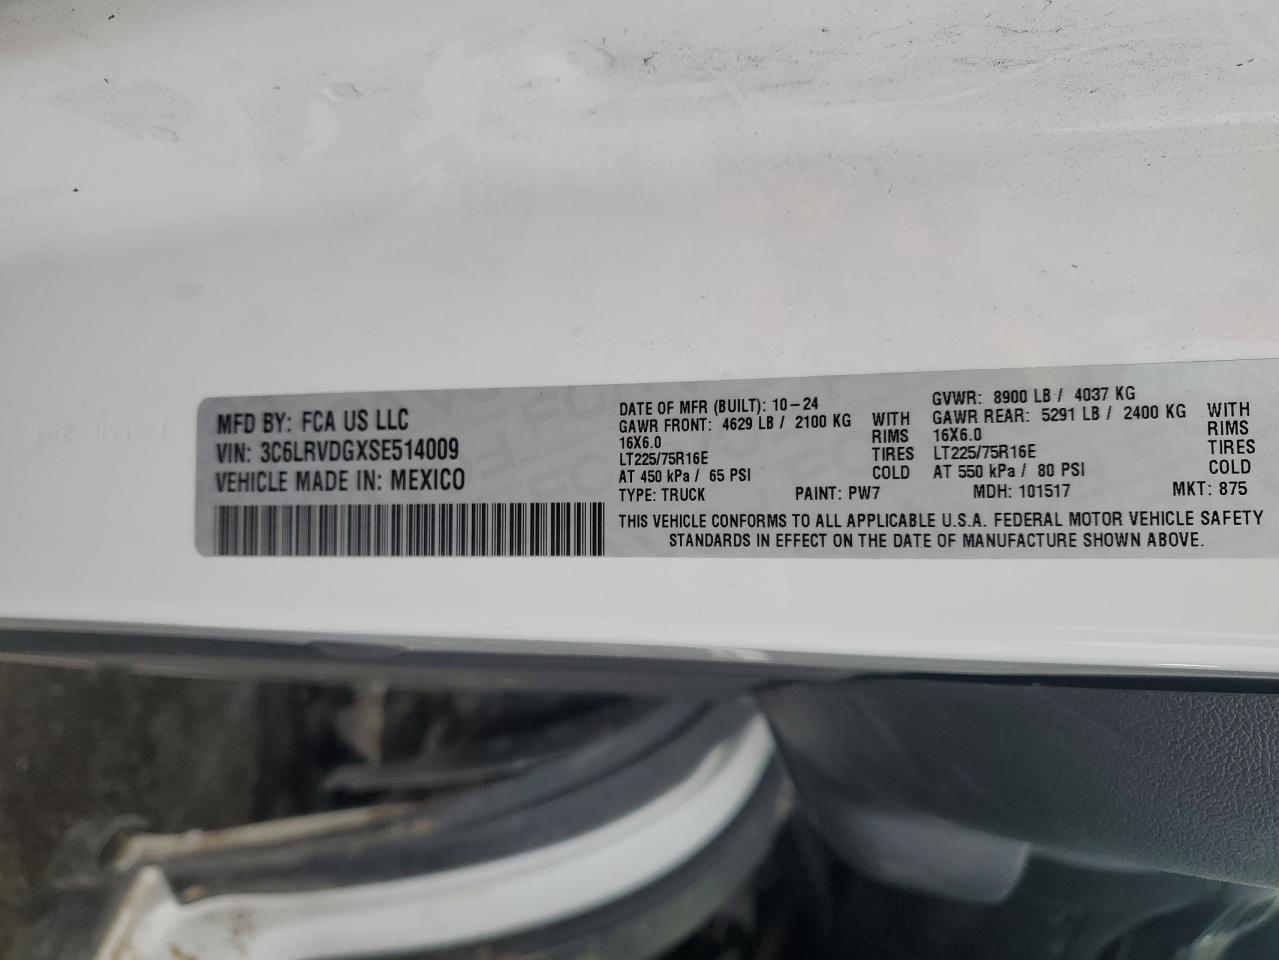 MFD BY: FCA US LLC
VIN: 3C6LRVDGXSE514009
VEHICLE MADE IN: MEXICO
DATE OF MFR (BUILT): 10-24
GAWR FRONT: 4629 LB / 2100 KG WITH
16X6.0 RIMS
LT225/75R16E TIRES
AT 450 kPa / 65 PSI COLD
TYPE: TRUCK PAINT: PW7
GVWR: 8900 LB / 4037 KG
GAWR REAR: 5291 LB / 2400 KG WITH
16X6.0 RIMS
LT225/75R16E TIRES
AT 550 kPa / 80 PSI COLD
MDH: 101517 MKT: 875
THIS VEHICLE CONFORMS TO ALL APPLICABLE U.S.A. FEDERAL MOTOR VEHICLE SAFETY
STANDARDS IN EFFECT ON THE DATE OF MANUFACTURE SHOWN ABOVE.